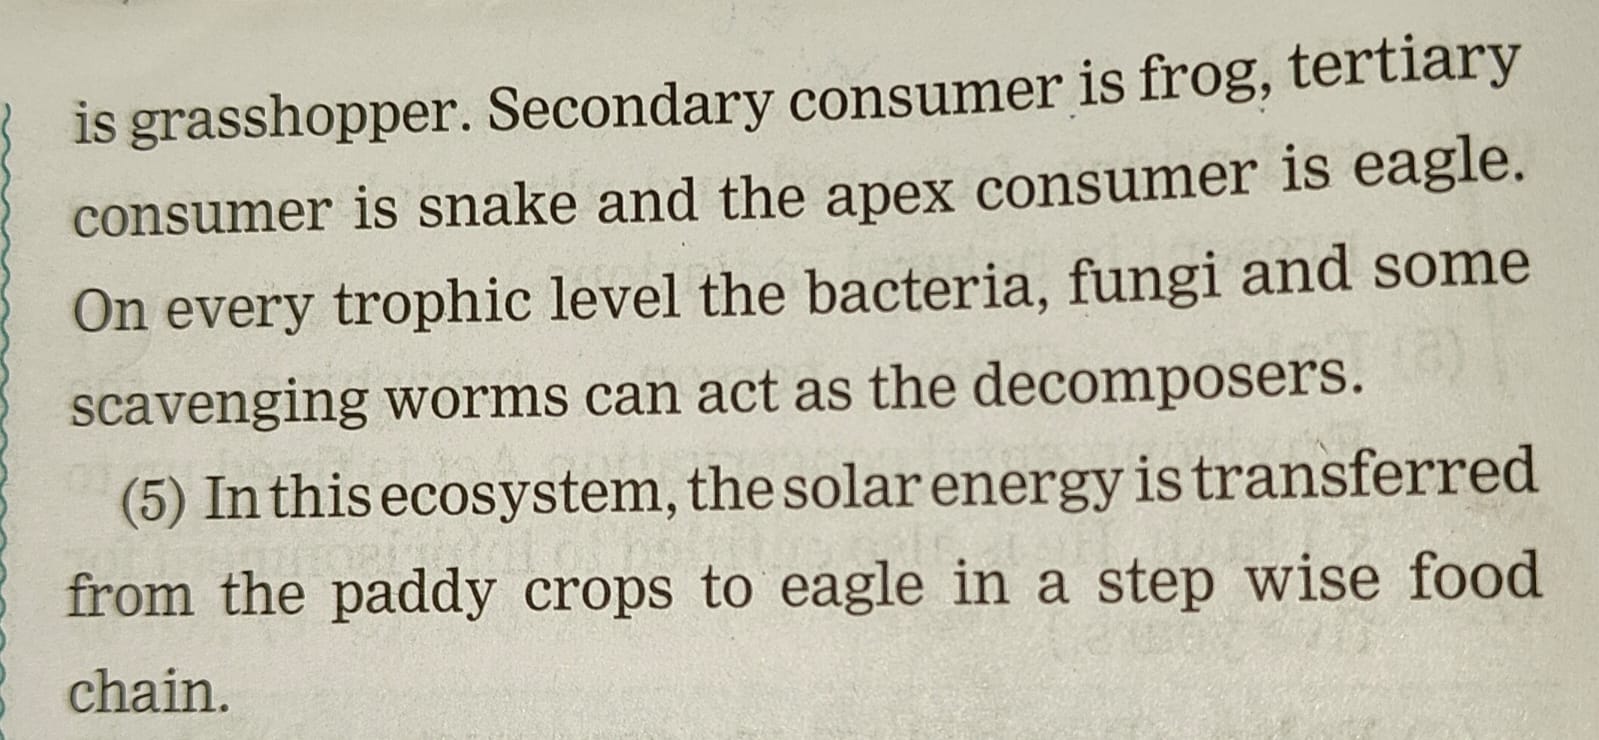 is grasshopper. Secondary consumer is frog, tertiary
consumer is snake and the apex consumer is eagle.
On every trophic level the bacteria, fungi and some
scavenging worms can act as the decomposers.
(5) In this ecosystem, the solar energy is transferred
from the paddy crops to eagle in a step wise food
chain.